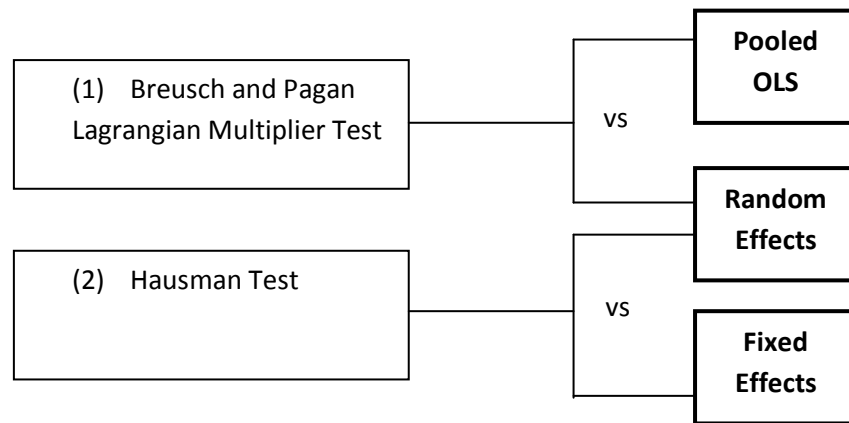 (1) Breusch and Pagan
Lagrangian Multiplier Test
vs
Pooled
OLS
Random
Effects
(2) Hausman Test
vs
Fixed
Effects